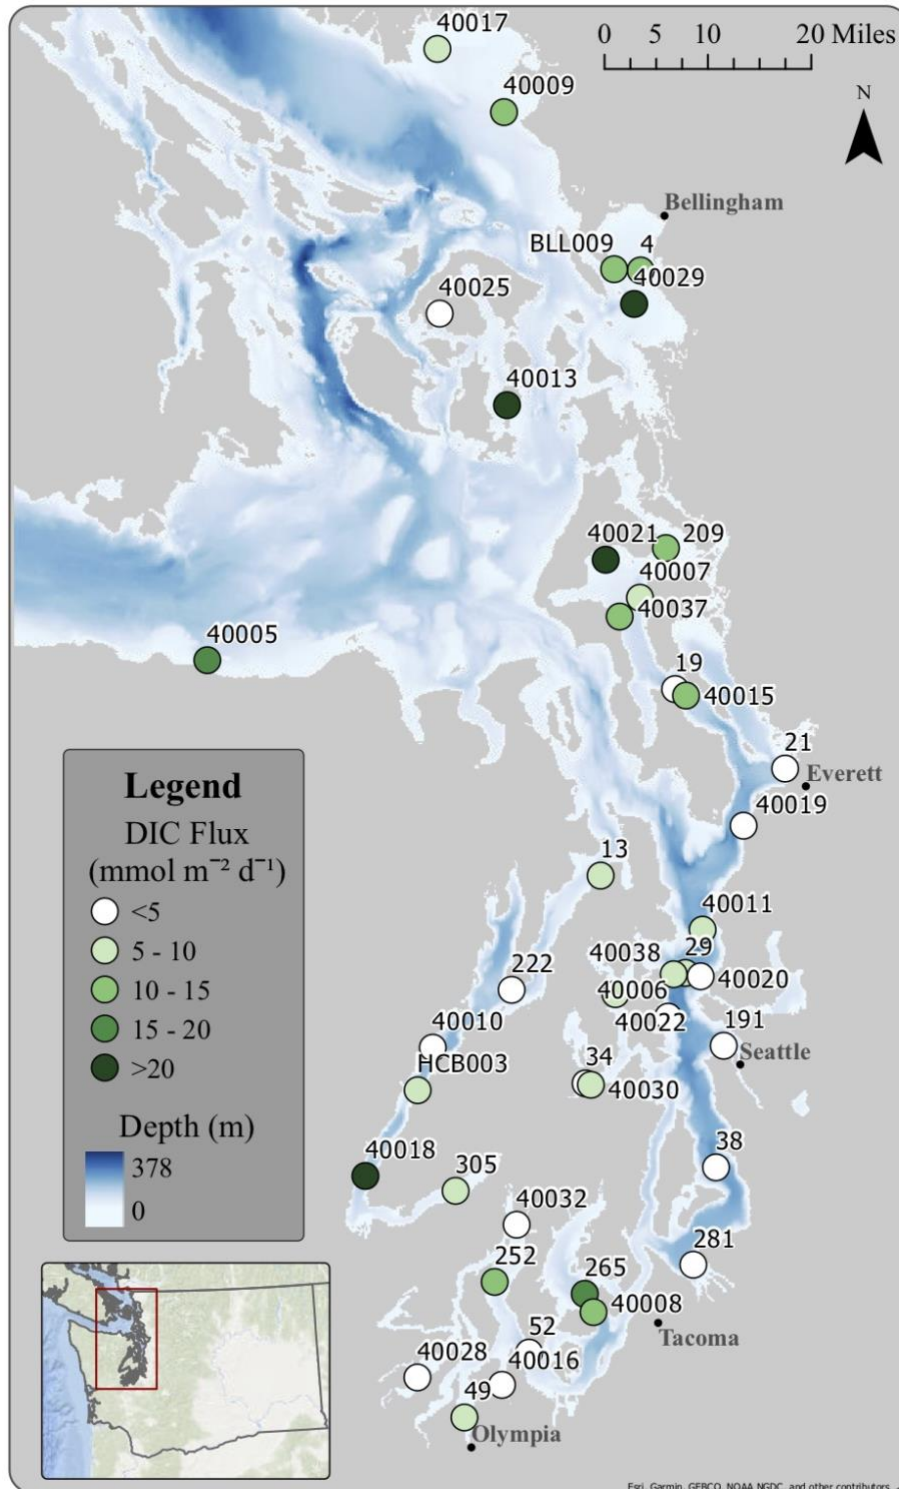 40017
0 5 20 Miles
40009
N
Bellingham
BLL009 4
40029
40025
40013
40021 209
40007
40037
40005
19
40015
21
Everett
40019
Legend
DIC Flux
(mmol m⁻² d⁻¹)
<5
5 - 10
10 - 15
15 - 20
>20
Depth (m)
378
0
13
40011
40038 29
40020
222
40006
40022
191
Seattle
40010
HCB003
34
40030
38
40018
305
40032
281
252
265
40008
Tacoma
52
40028
40016
49
Olympia
Esri, Garmin, GEBCO, NOAA NGDC, and other contributors